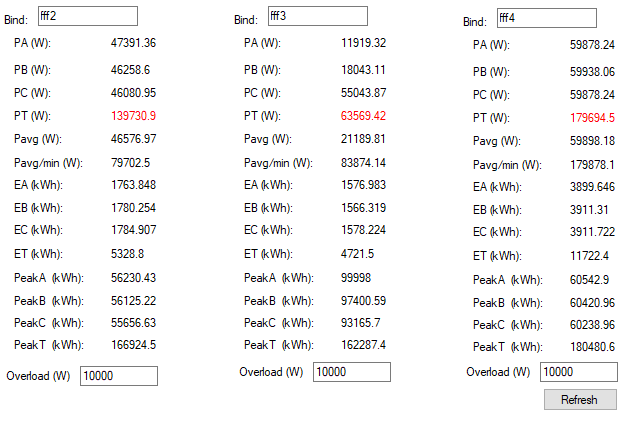 Bind: fff2
PA (W): 47391.36
PB (W): 46258.6
PC (W): 46080.95
PT (W): 139730.9
Pavg (W): 46576.97
Pavg/min (W): 79702.5
EA (kWh): 1763.848
EB (kWh): 1780.254
EC (kWh): 1784.907
ET (kWh): 5328.8
PeakA (kWh): 56230.43
PeakB (kWh): 56125.22
PeakC (kWh): 55656.63
PeakT (kWh): 166924.5
Overload (W) 10000
Bind: fff3
PA (W): 11919.32
PB (W): 18043.11
PC (W): 55043.87
PT (W): 63569.42
Pavg (W): 21189.81
Pavg/min (W): 83874.14
EA (kWh): 1576.983
EB (kWh): 1566.319
EC (kWh): 1578.224
ET (kWh): 4721.5
PeakA (kWh): 99998
PeakB (kWh): 97400.59
PeakC (kWh): 93165.7
PeakT (kWh): 162287.4
Overload (W) 10000
Bind: fff4
PA (W): 59878.24
PB (W): 59938.06
PC (W): 59878.24
PT (W): 179694.5
Pavg (W): 59898.18
Pavg/min (W): 179878.1
EA (kWh): 3899.646
EB (kWh): 3911.31
EC (kWh): 3911.722
ET (kWh): 11722.4
PeakA (kWh): 60542.9
PeakB (kWh): 60420.96
PeakC (kWh): 60238.96
PeakT (kWh): 180480.6
Overload (W) 10000
Refresh